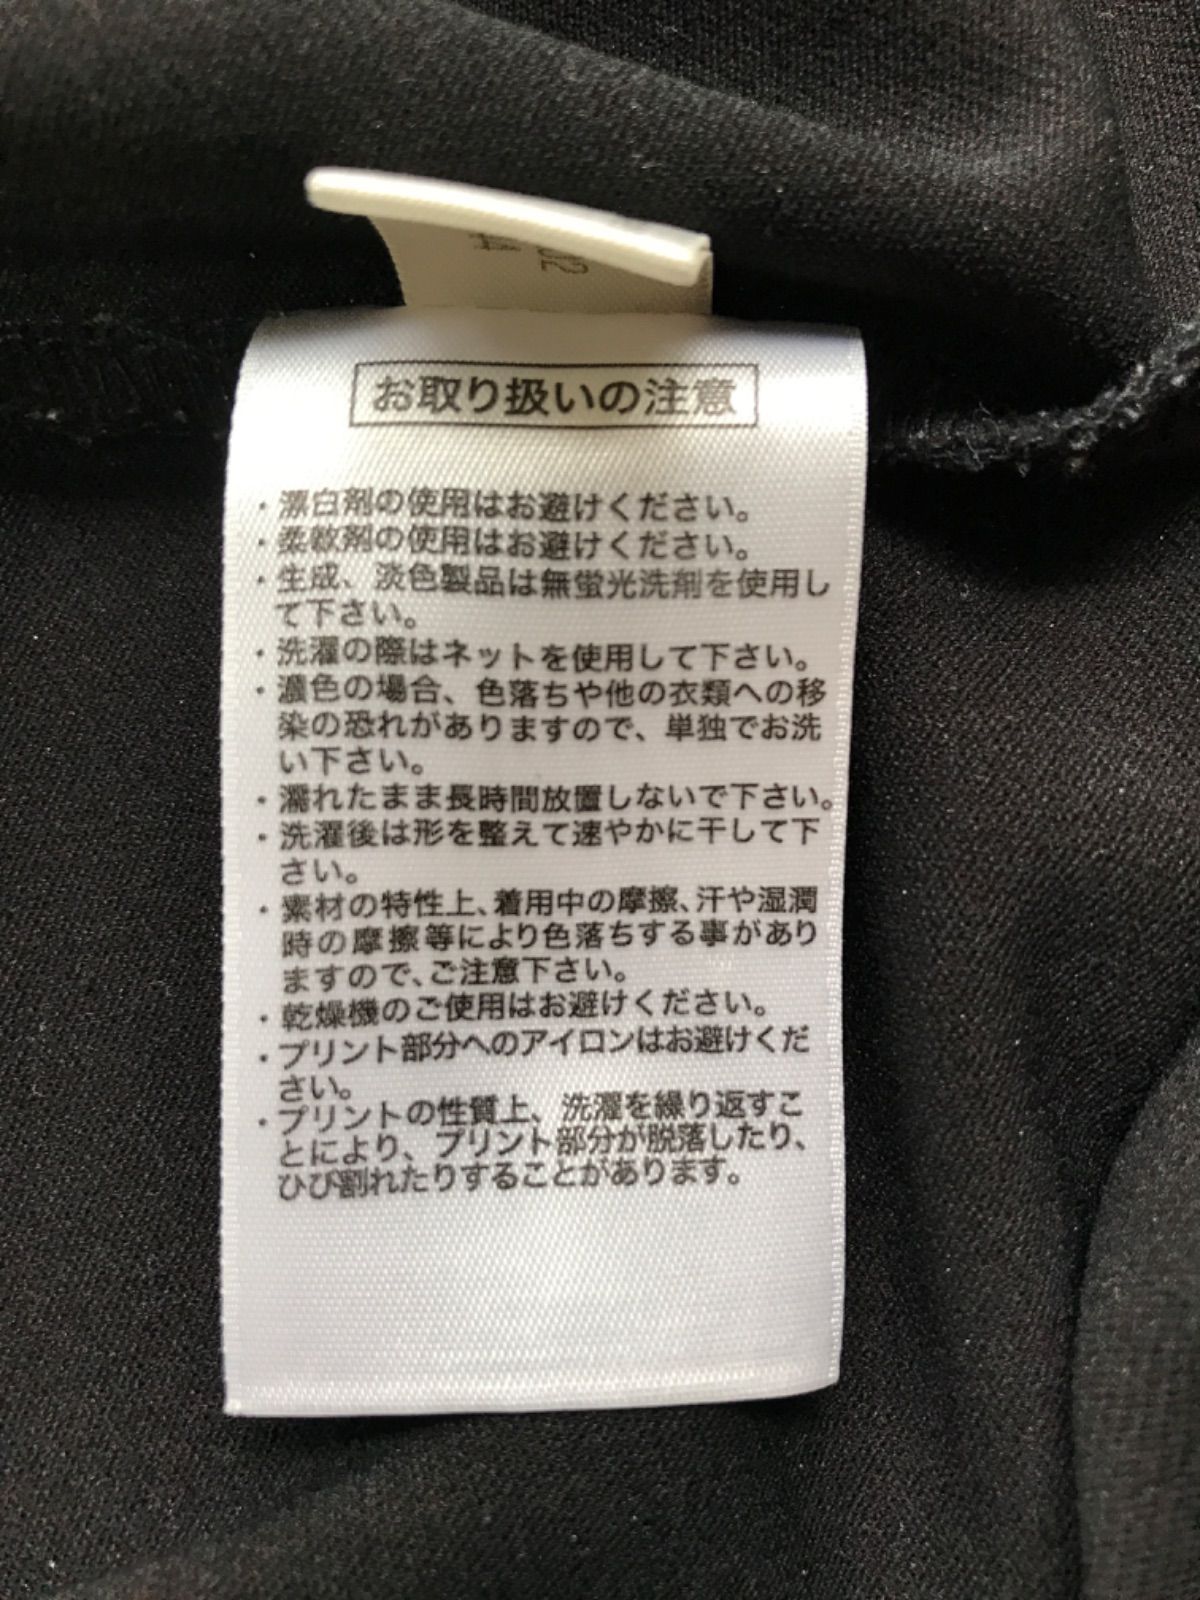 お取り扱いの注意
・漂白剤の使用はお避けください。
・柔軟剤の使用はお避けください。
・生成、淡色製品は無蛍光洗剤を使用し
て下さい。
・洗濯の際はネットを使用して下さい。
・濃色の場合、色落ちや他の衣類への移
染の恐れがありますので、単独でお洗
い下さい。
・濡れたまま長時間放置しないで下さい。
・洗濯後は形を整えて速やかに干して下
さい。
・素材の特性上、着用中の摩擦、汗や湿潤
時の摩擦等により色落ちする事があり
ますので、ご注意下さい。
・乾燥機のご使用はお避けください。
・プリント部分へのアイロンはお避けくだ
さい。
・プリントの性質上、洗濯を繰り返すこ
とにより、プリント部分が脱落したり、
ひび割れたりすることがあります。